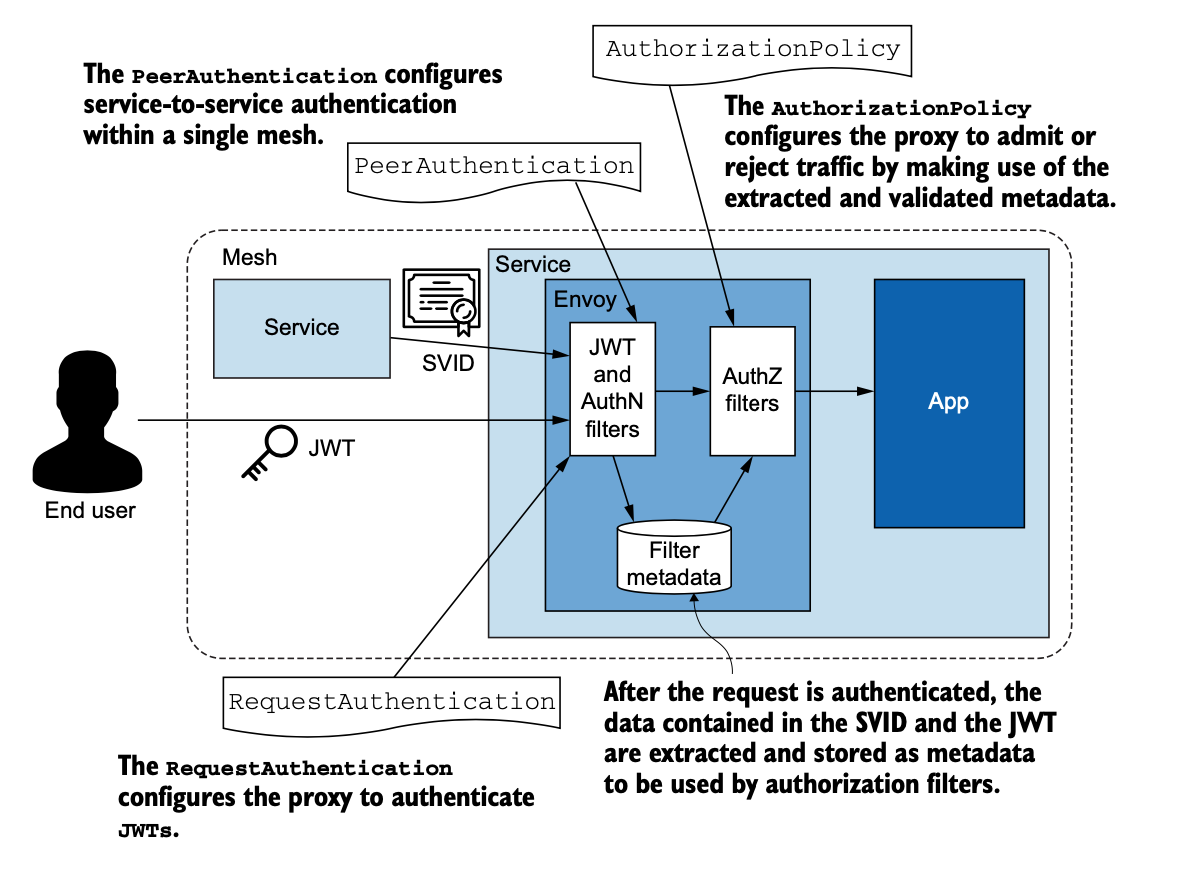 AuthorizationPolicy
The PeerAuthentication configures
service-to-service authentication
within a single mesh.
The AuthorizationPolicy
configures the proxy to admit or
reject traffic by making use of the
extracted and validated metadata.
PeerAuthentication
Mesh
Service
Service
Envoy
SVID
JWT
and
AuthN
filters
AuthZ
filters
App
JWT
End user
Filter
metadata
RequestAuthentication
After the request is authenticated, the
data contained in the SVID and the JWT
are extracted and stored as metadata
to be used by authorization filters.
The RequestAuthentication
configures the proxy to authenticate
JWTs.